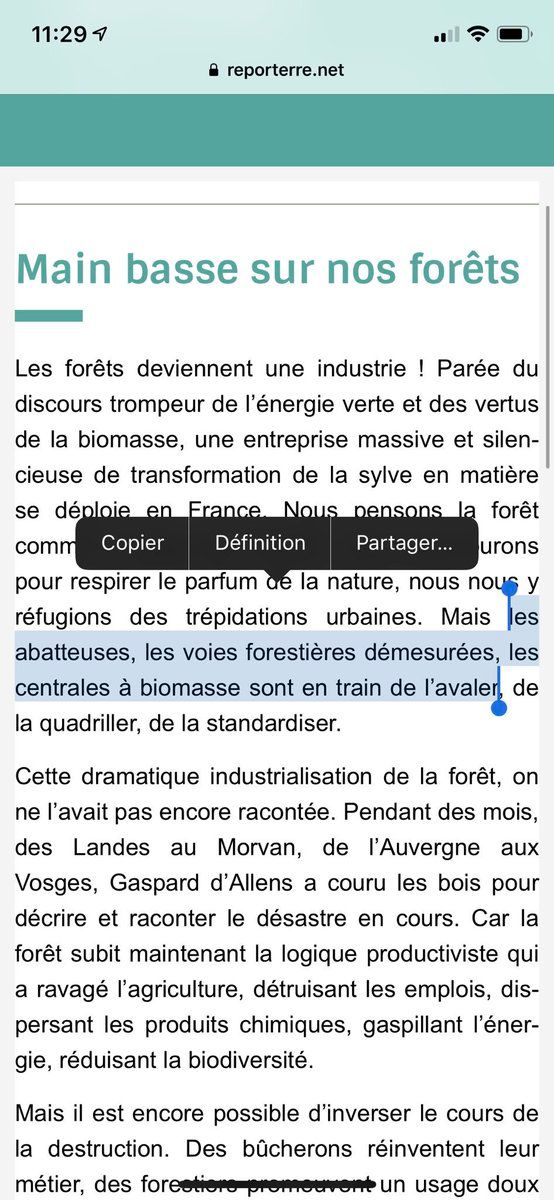 11:29
reporterre.net
Main basse sur nos forêts
Les forêts deviennent une industrie ! Parée du
discours trompeur de l’énergie verte et des vertus
de la biomasse, une entreprise massive et silen-
cieuse de transformation de la sylve en matière
se déploie en France. Nous pensons la forêt
Copier Définition Partager...
pour respirer le parfum de la nature, nous nous y
réfugions des trépidations urbaines. Mais les
abatteuses, les voies forestières démesurées, les
centrales à biomasse sont en train de l’avaler, de
la quadriller, de la standardiser.
Cette dramatique industrialisation de la forêt, on
ne l’avait pas encore racontée. Pendant des mois,
des Landes au Morvan, de l’Auvergne aux
Vosges, Gaspard d’Allens a couru les bois pour
décrire et raconter le désastre en cours. Car la
forêt subit maintenant la logique productiviste qui
a ravagé l’agriculture, détruisant les emplois, dis-
persant les produits chimiques, gaspillant l’éner-
gie, réduisant la biodiversité.
Mais il est encore possible d’inverser le cours de
la destruction. Des bûcherons réinventent leur
métier, des forestiers promeuvent un usage doux